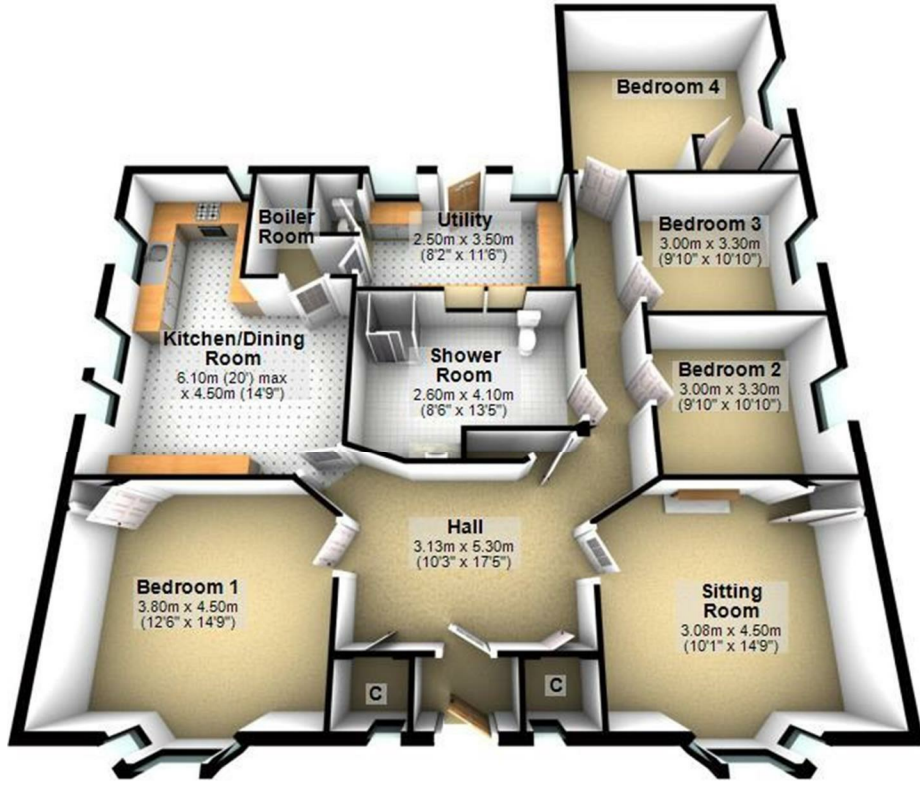 Bedroom 4
Boiler
Room
Utility
2.50m x 3.50m
(8'2" x 11'6")
Bedroom 3
3.00m x 3.30m
(9'10" x 10'10")
Kitchen/Dining
Room
6.10m (20') max
x 4.50m (14'9")
Shower
Room
2.60m x 4.10m
(8'6" x 13'5")
Bedroom 2
3.00m x 3.30m
(9'10" x 10'10")
Hall
3.13m x 5.30m
(10'3" x 17'5")
Bedroom 1
3.80m x 4.50m
(12'6" x 14'9")
Sitting
Room
3.08m x 4.50m
(10'1" x 14'9")
C
C